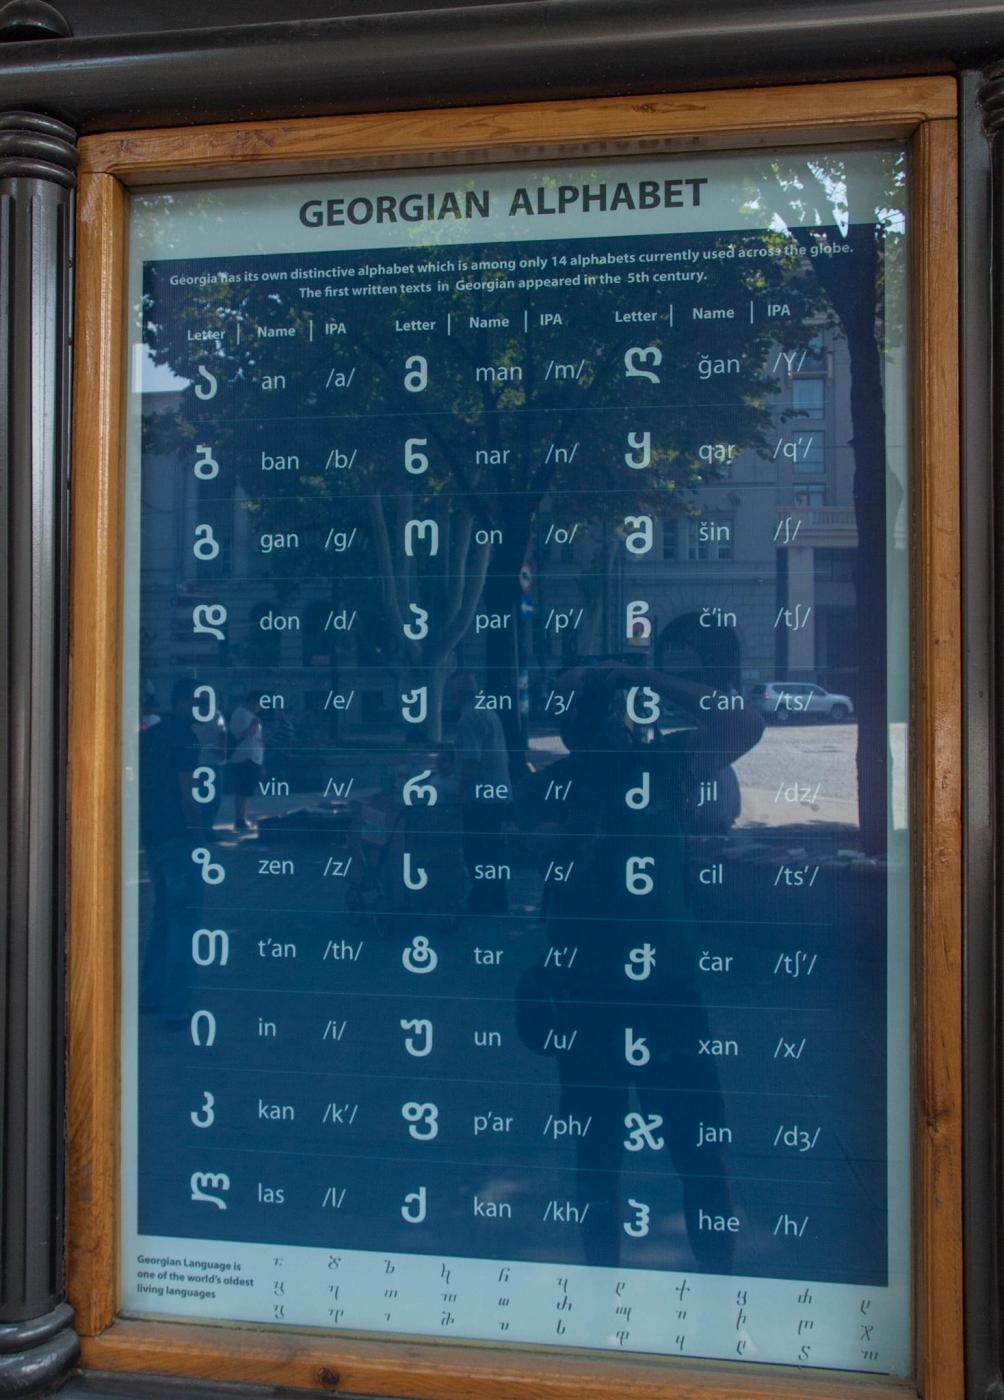 GEORGIAN ALPHABET
Georgia has its own distinctive alphabet which is among only 14 alphabets currently used across the globe.
The first written texts in Georgian appeared in the 5th century.
Letter | Name | IPA Letter | Name | IPA Letter | Name | IPA
ა an /a/ მ man /m/ ღ ğan /Ɣ/
ბ ban /b/ ნ nar /n/ ყ qar /q'/
გ gan /g/ ო on /o/ შ šin /ʃ/
დ don /d/ პ par /p'/ ჩ č'in /tʃ/
ე en /e/ ჟ źan /ʒ/ ც c'an /ts/
ვ vin /v/ რ rae /r/ ძ jil /dz/
ზ zen /z/ ს san /s/ წ cil /ts'/
თ t'an /th/ ტ tar /t'/ ჭ čar /tʃ'/
ი in /i/ უ un /u/ ხ xan /x/
კ kan /k'/ ფ p'ar /ph/ ჯ jan /dʒ/
ლ las /l/ ქ kan /kh/ ჰ hae /h/
Georgian Language is
one of the world's oldest
living languages